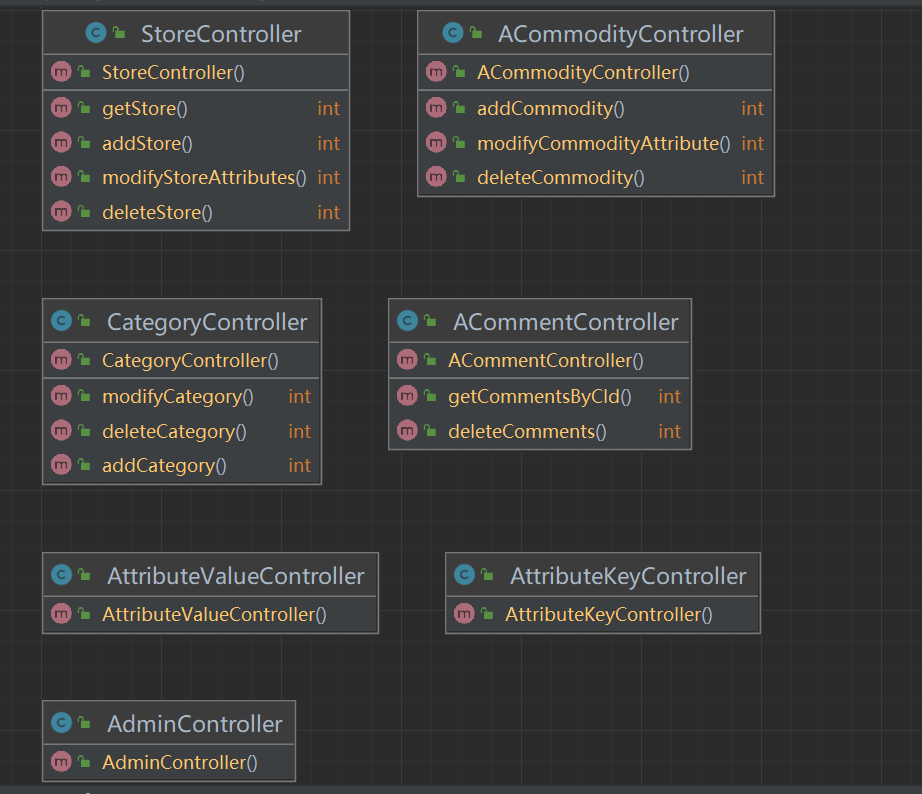 StoreController
StoreController()
getStore() int
addStore() int
modifyStoreAttributes() int
deleteStore() int
ACommodityController
ACommodityController()
addCommodity() int
modifyCommodityAttribute() int
deleteCommodity() int
CategoryController
CategoryController()
modifyCategory() int
deleteCategory() int
addCategory() int
ACommentController
ACommentController()
getCommentsByCId() int
deleteComments() int
AttributeValueController
AttributeValueController()
AttributeKeyController
AttributeKeyController()
AdminController
AdminController()